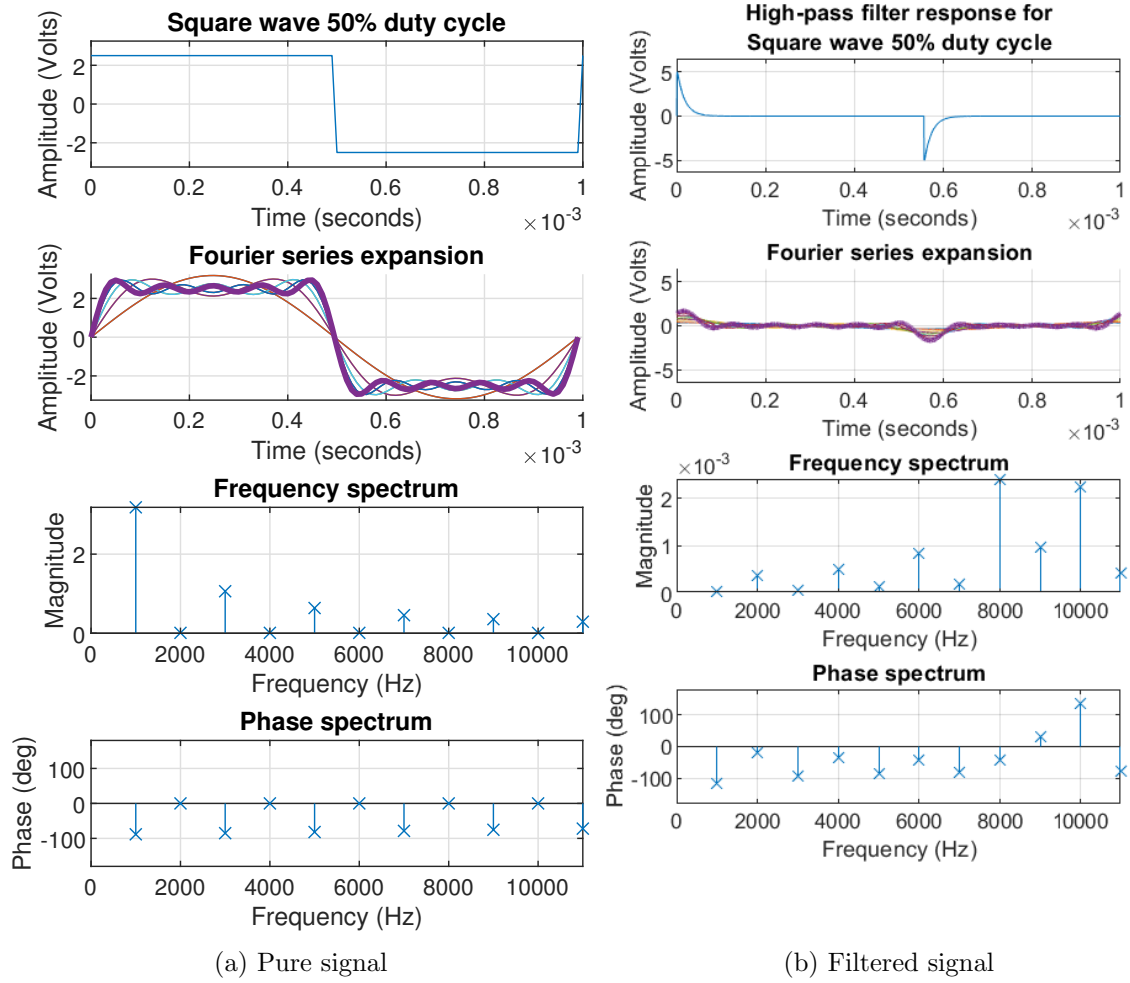 Square wave 50% duty cycle
Amplitude (Volts)
2
0
-2
0 0.2 0.4 0.6 0.8 1
Time (seconds)
×10-3
Fourier series expansion
Amplitude (Volts)
2
0
-2
0 0.2 0.4 0.6 0.8 1
Time (seconds)
×10-3
Frequency spectrum
Magnitude
2
0
0 2000 4000 6000 8000 10000
Frequency (Hz)
Phase spectrum
Phase (deg)
100
0
-100
0 2000 4000 6000 8000 10000
Frequency (Hz)
(a) Pure signal
High-pass filter response for
Square wave 50% duty cycle
Amplitude (Volts)
5
0
-5
0 0.2 0.4 0.6 0.8 1
Time (seconds)
×10-3
Fourier series expansion
Amplitude (Volts)
5
0
-5
0 0.2 0.4 0.6 0.8 1
Time (seconds)
×10-3
×10-3
Frequency spectrum
Magnitude
2
1
0
0 2000 4000 6000 8000 10000
Frequency (Hz)
Phase spectrum
Phase (deg)
100
0
-100
0 2000 4000 6000 8000 10000
Frequency (Hz)
(b) Filtered signal